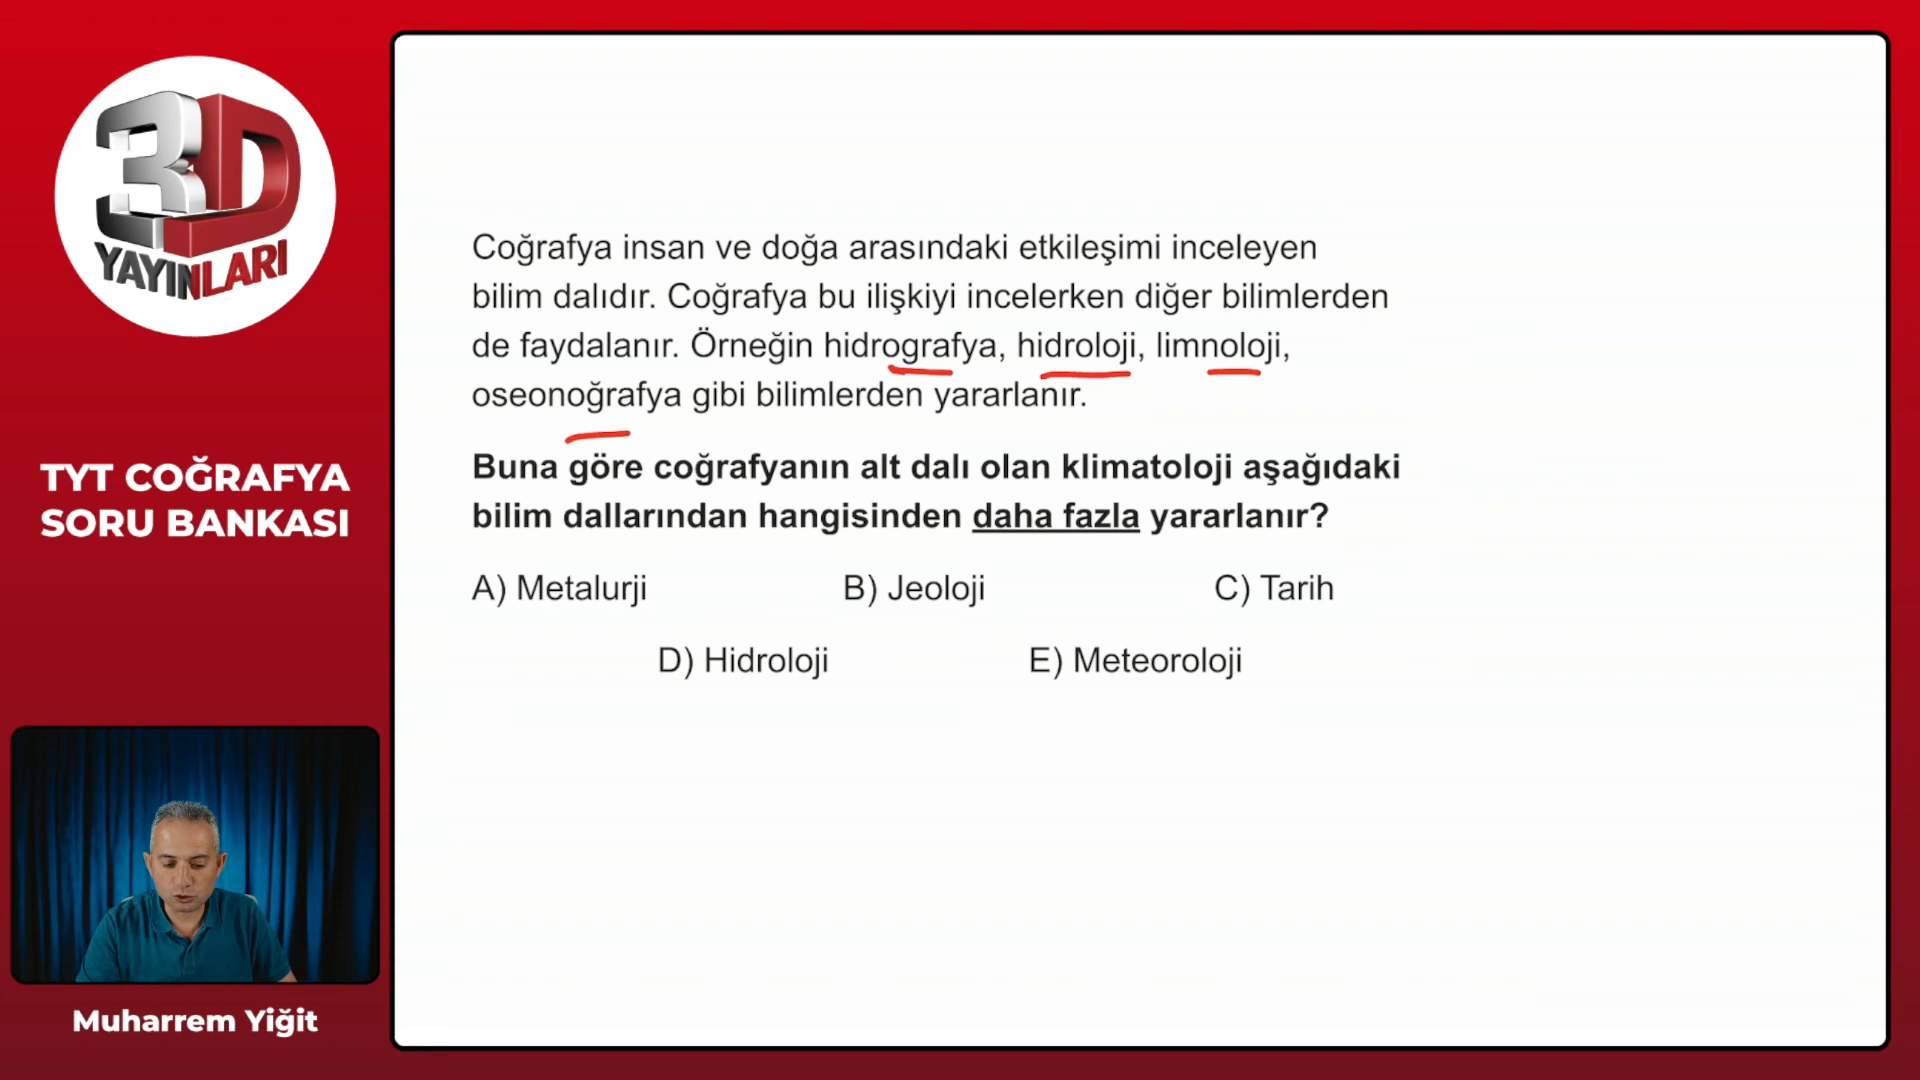 3D
YAYINLARI
TYT COĞRAFYA
SORU BANKASI
Muharrem Yiğit
Coğrafya insan ve doğa arasındaki etkileşimi inceleyen
bilim dalıdır. Coğrafya bu ilişkiyi incelerken diğer bilimlerden
de faydalanır. Örneğin hidrografya, hidroloji, limnoloji,
oseonoğrafya gibi bilimlerden yararlanır.
Buna göre coğrafyanın alt dalı olan klimatoloji aşağıdaki
bilim dallarından hangisinden daha fazla yararlanır?
A) Metalurji B) Jeoloji C) Tarih
D) Hidroloji E) Meteoroloji